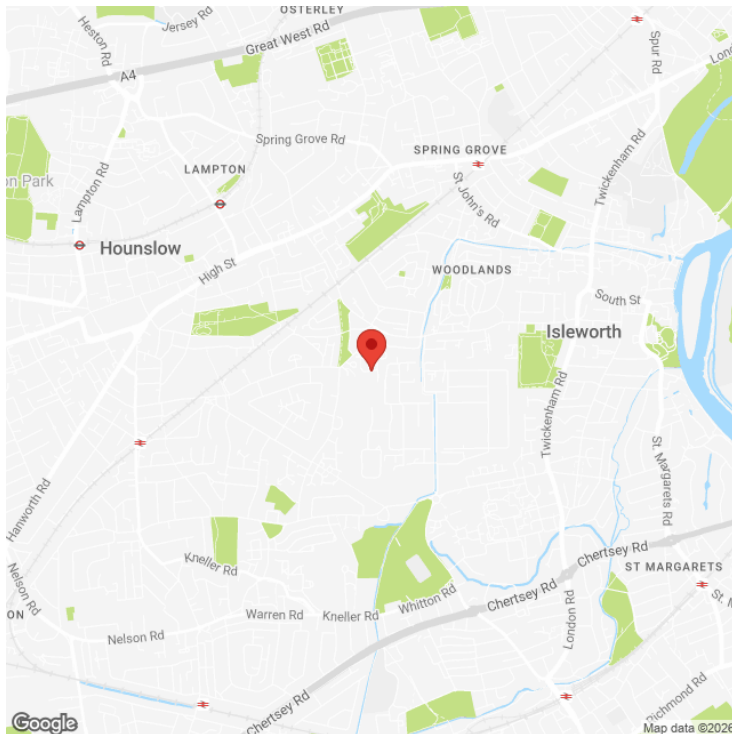 OSTERLEY
Jersey Rd
Heston Rd
Great West Rd
A4
Spur Rd
Spring Grove Rd
SPRING GROVE
LAMPTON
Twickenham Rd
St John's Rd
Lampton Rd
Hounslow
High St
WOODLANDS
South St
Isleworth
Twickenham Rd
St. Margarets Rd
Hanworth Rd
Chertsey Rd
Kneller Rd
ST MARGARETS
Nelson Rd
Chertsey Rd
Whitton Rd
Warren Rd
Kneller Rd
London Rd
Nelson Rd
Richmond Rd
Chertsey Rd
Google
Map data ©2026